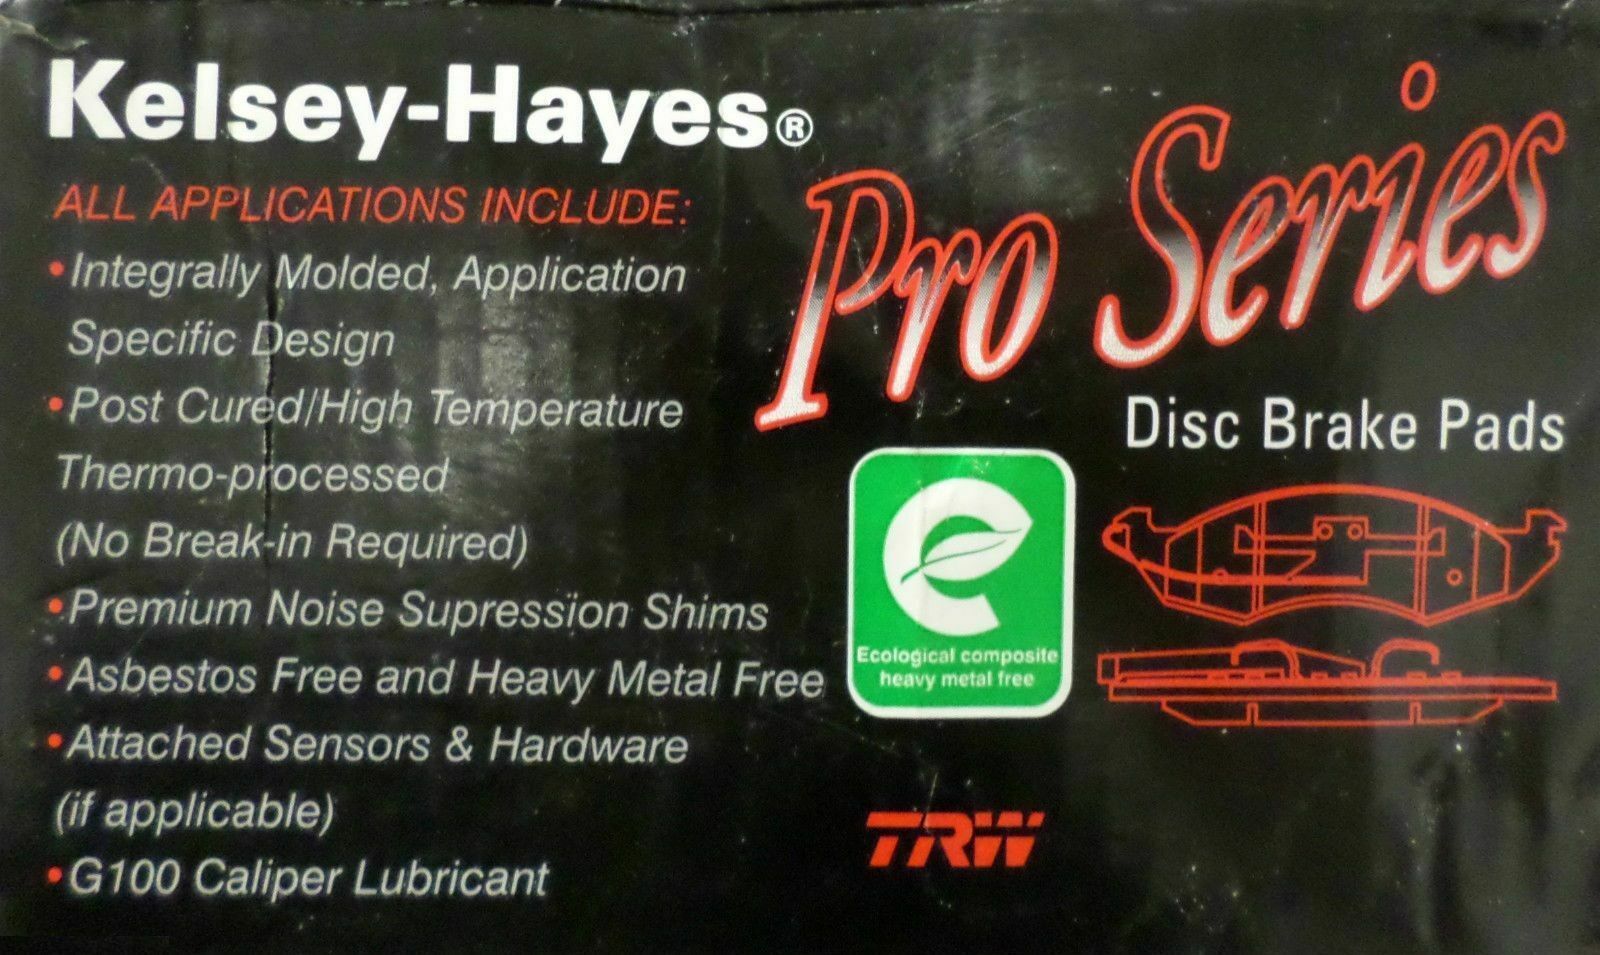 Kelsey-Hayes®
ALL APPLICATIONS INCLUDE:
•Integrally Molded, Application
Specific Design
•Post Cured/High Temperature
Thermo-processed
(No Break-in Required)
•Premium Noise Supression Shims
•Asbestos Free and Heavy Metal Free
•Attached Sensors & Hardware
(if applicable)
•G100 Caliper Lubricant
Pro Series
Disc Brake Pads
Ecological composite
heavy metal free
TRW